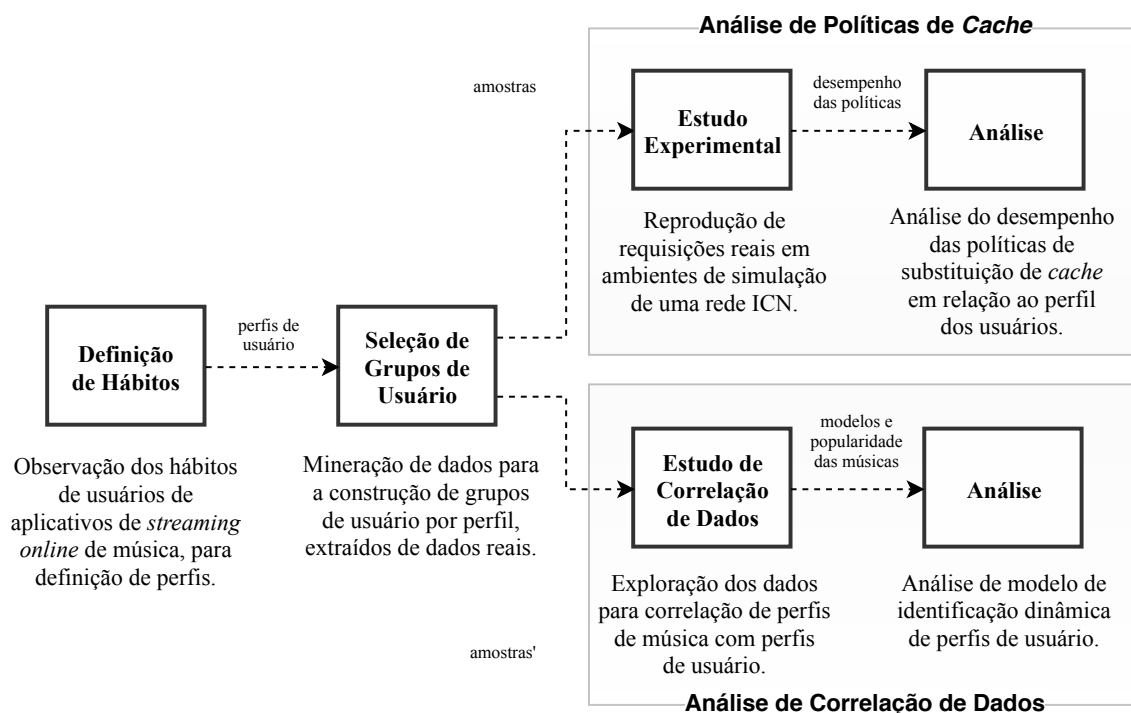 Análise de Políticas de Cache
amostras
Estudo
Experimental
desempenho
das políticas
Análise
Reprodução de
requisições reais em
ambientes de simulação
de uma rede ICN.
Análise do desempenho
das políticas de
substituição de cache
em relação ao perfil
dos usuários.
Definição
de Hábitos
perfis de
usuário
Seleção de
Grupos de
Usuário
Observação dos hábitos
de usuários de
aplicativos de streaming
online de música, para
definição de perfis.
Mineração de dados para
a construção de grupos
de usuário por perfil,
extraídos de dados reais.
Estudo de
Correlação
de Dados
modelos e
popularidade
das músicas
Análise
Exploração dos dados
para correlação de perfis
de música com perfis
de usuário.
Análise de modelo de
identificação dinâmica
de perfis de usuário.
amostras'
Análise de Correlação de Dados